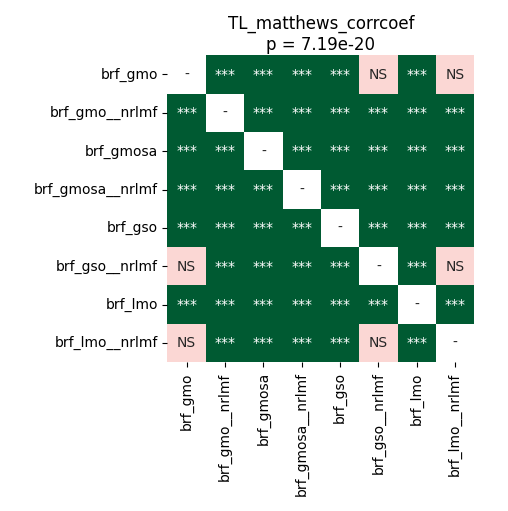 TL_matthews_corrcoef
p = 7.19e-20
brf_gmo - *** *** *** *** NS *** NS
brf_gmo__nrlmf *** - *** *** *** *** *** ***
brf_gmosa *** *** - *** *** *** *** ***
brf_gmosa__nrlmf *** *** *** - *** *** *** ***
brf_gso *** *** *** *** - *** *** ***
brf_gso__nrlmf NS *** *** *** *** - *** NS
brf_lmo *** *** *** *** *** *** - ***
brf_lmo__nrlmf NS *** *** *** *** NS *** -
brf_gmo
brf_gmo__nrlmf
brf_gmosa
brf_gmosa__nrlmf
brf_gso
brf_gso__nrlmf
brf_lmo
brf_lmo__nrlmf